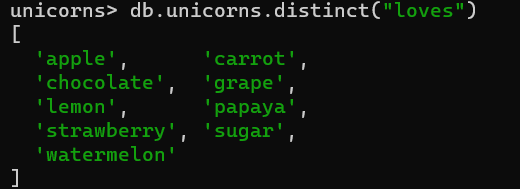 unicorns> db.unicorns.distinct("loves")
[
  'apple',      'carrot',
  'chocolate',  'grape',
  'lemon',      'papaya',
  'strawberry', 'sugar',
  'watermelon'
]